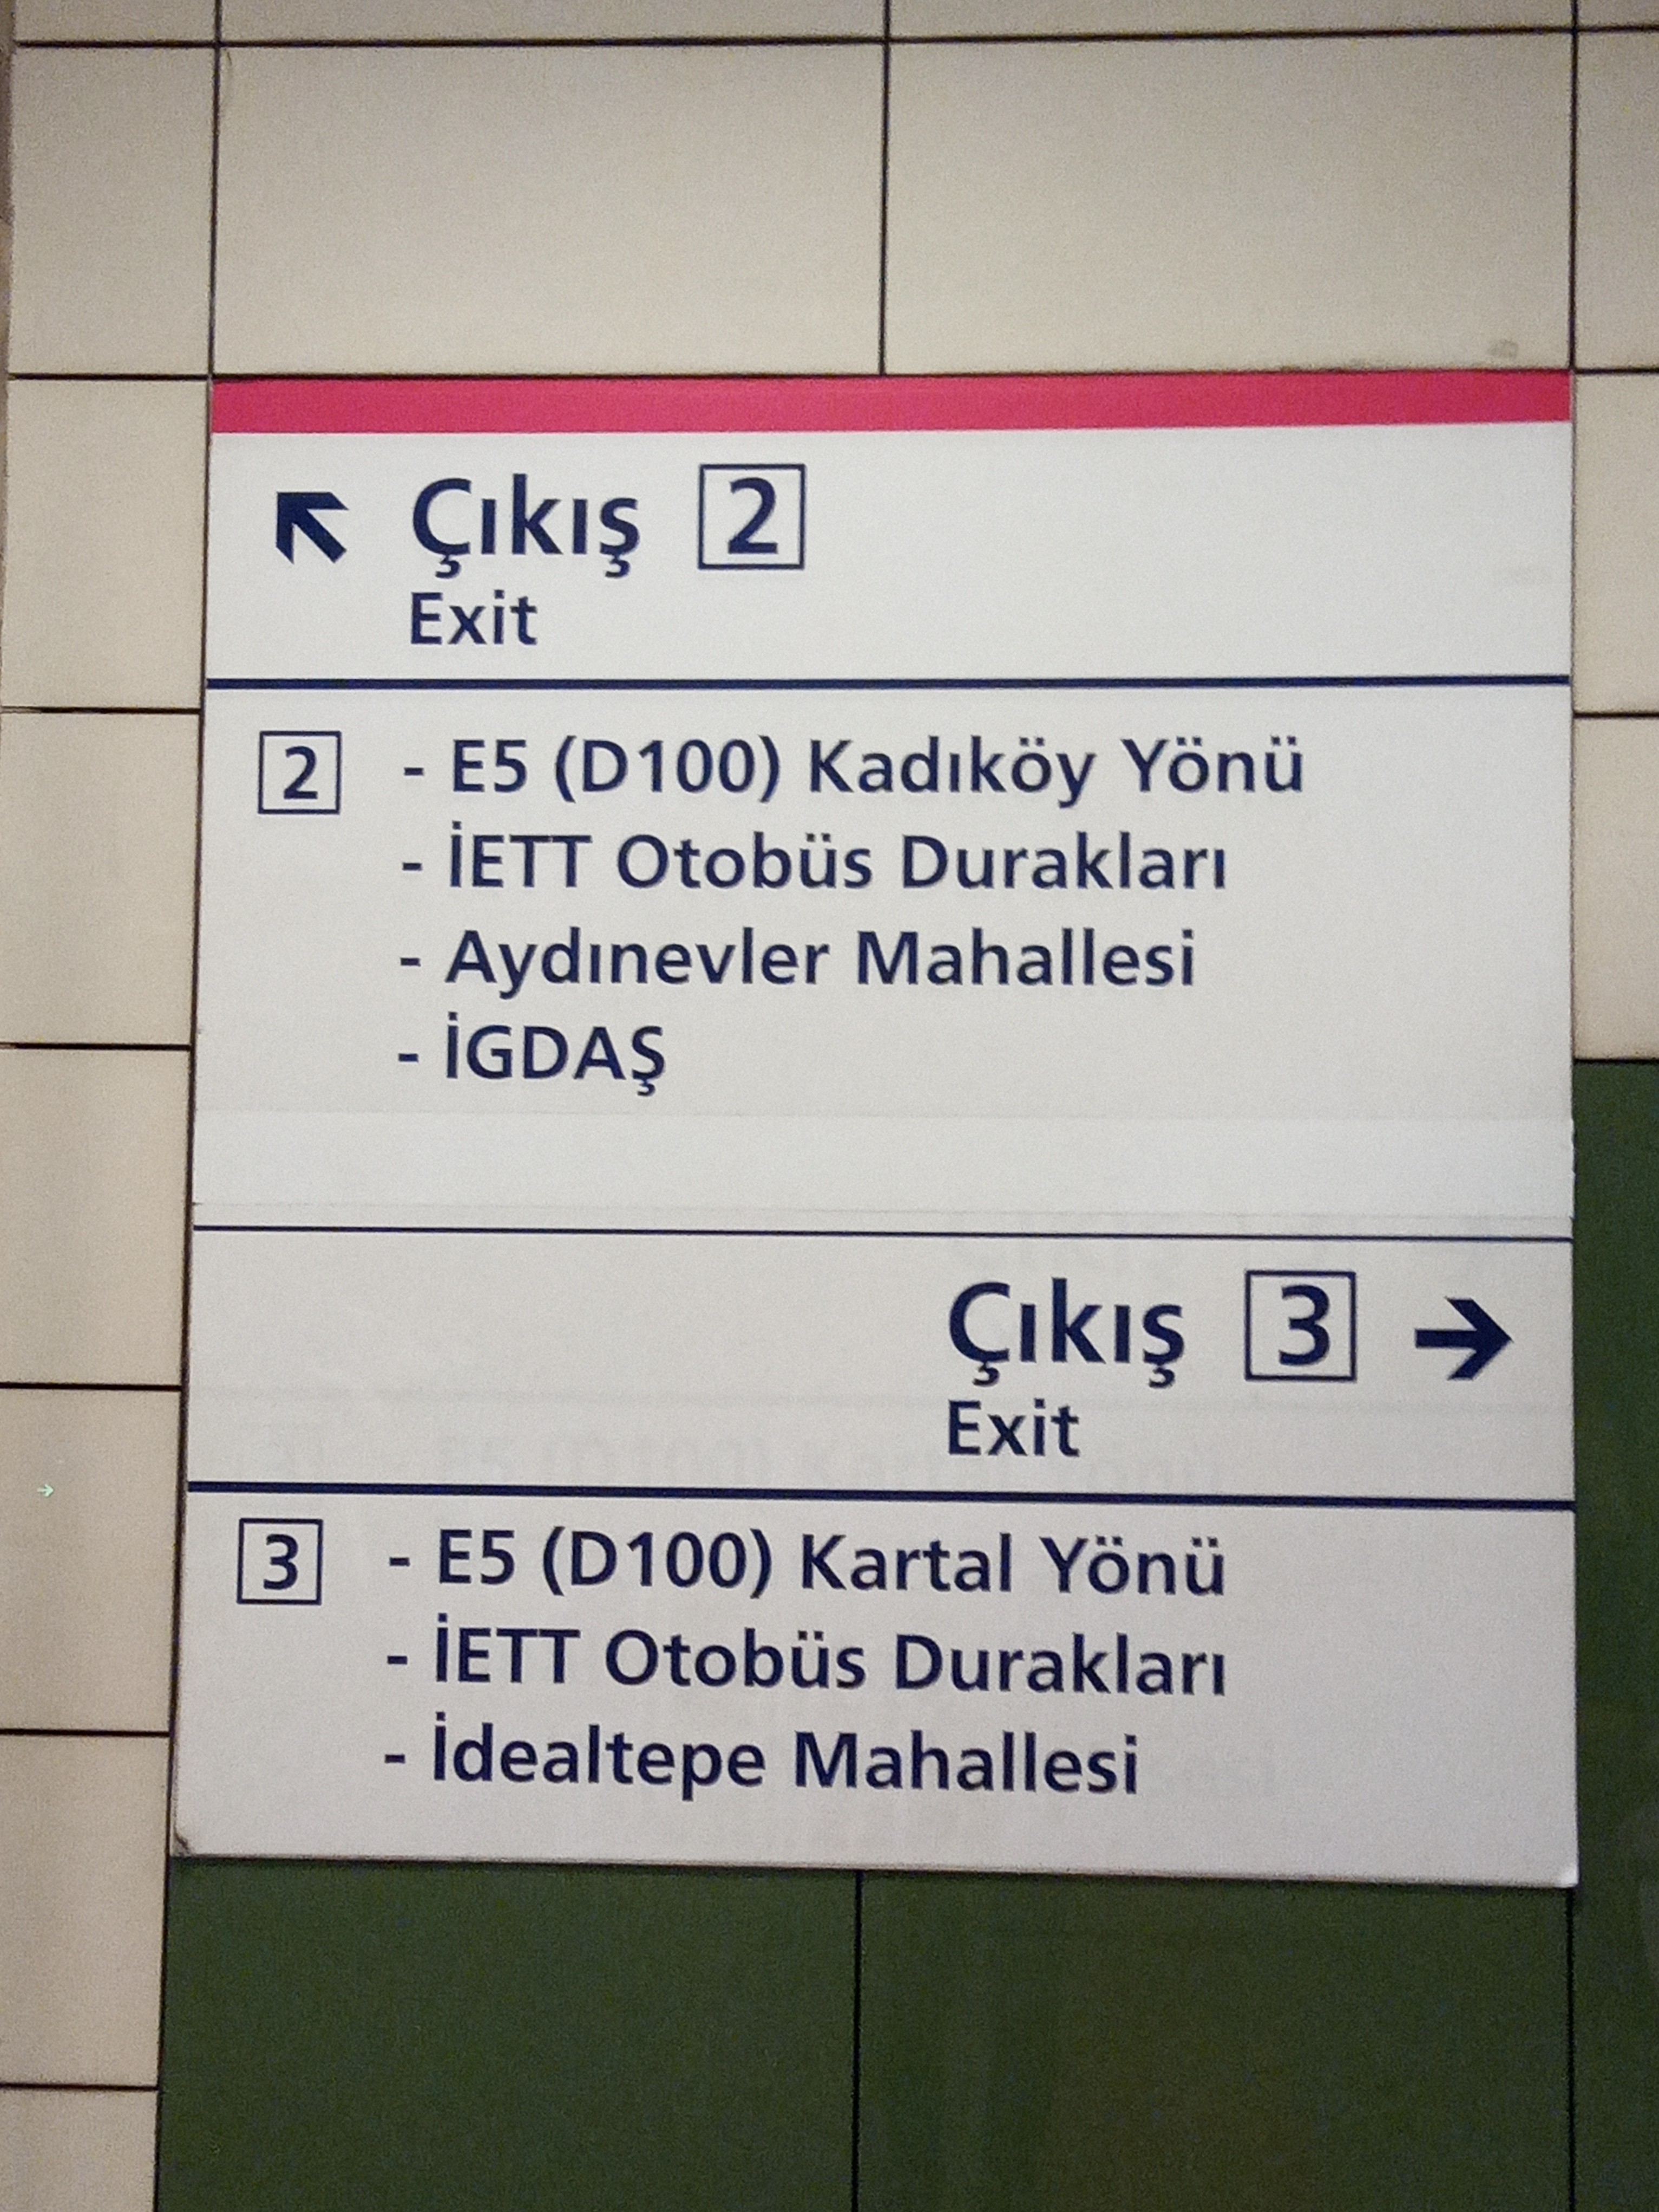 Çıkış 2
Exit
2 - E5 (D100) Kadıköy Yönü
- İETT Otobüs Durakları
- Aydınevler Mahallesi
- İGDAŞ
Çıkış 3
Exit
3 - E5 (D100) Kartal Yönü
- İETT Otobüs Durakları
- İdealtepe Mahallesi